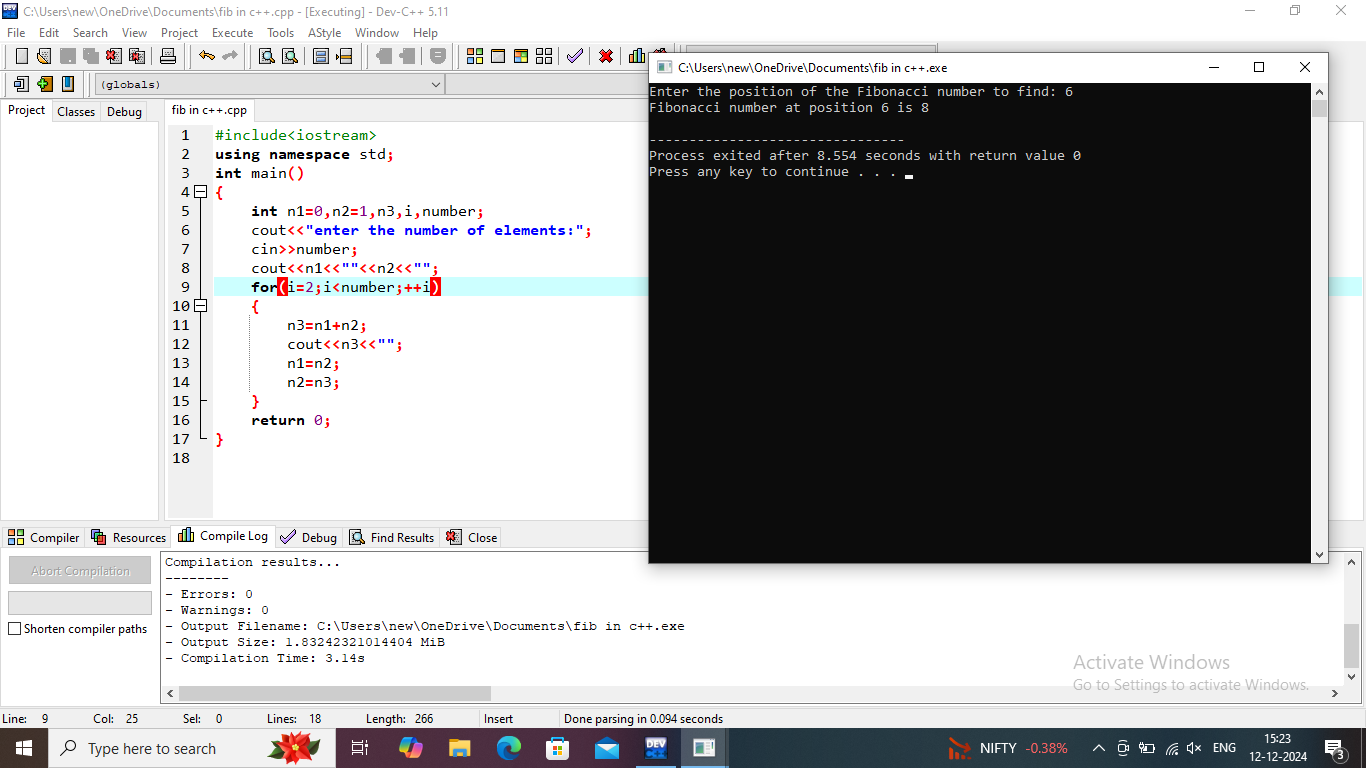 C:\Users\new\OneDrive\Documents\fib in c++.cpp - [Executing] - Dev-C++ 5.11
File Edit Search View Project Execute Tools AStyle Window Help
(globals)
Project Classes Debug
fib in c++.cpp
1 #include<iostream>
2 using namespace std;
3 int main()
4 {
5 int n1=0,n2=1,n3,i,number;
6 cout<<"enter the number of elements:";
7 cin>>number;
8 cout<<n1<<""<<n2<<"";
9 for(i=2;i<number;++i)
10 {
11 n3=n1+n2;
12 cout<<n3<<"";
13 n1=n2;
14 n2=n3;
15 }
16 return 0;
17 }
18
C:\Users\new\OneDrive\Documents\fib in c++.exe
Enter the position of the Fibonacci number to find: 6
Fibonacci number at position 6 is 8
--------------------------------
Process exited after 8.554 seconds with return value 0
Press any key to continue . . .
Compiler Resources Compile Log Debug Find Results Close
Abort Compilation
Shorten compiler paths
Compilation results...
--------
- Errors: 0
- Warnings: 0
- Output Filename: C:\Users\new\OneDrive\Documents\fib in c++.exe
- Output Size: 1.83242321014404 MiB
- Compilation Time: 3.14s
Activate Windows
Go to Settings to activate Windows.
Line: 9 Col: 25 Sel: 0 Lines: 18 Length: 266 Insert Done parsing in 0.094 seconds
Type here to search
DEV
NIFTY -0.38%
ENG
15:23
12-12-2024
3